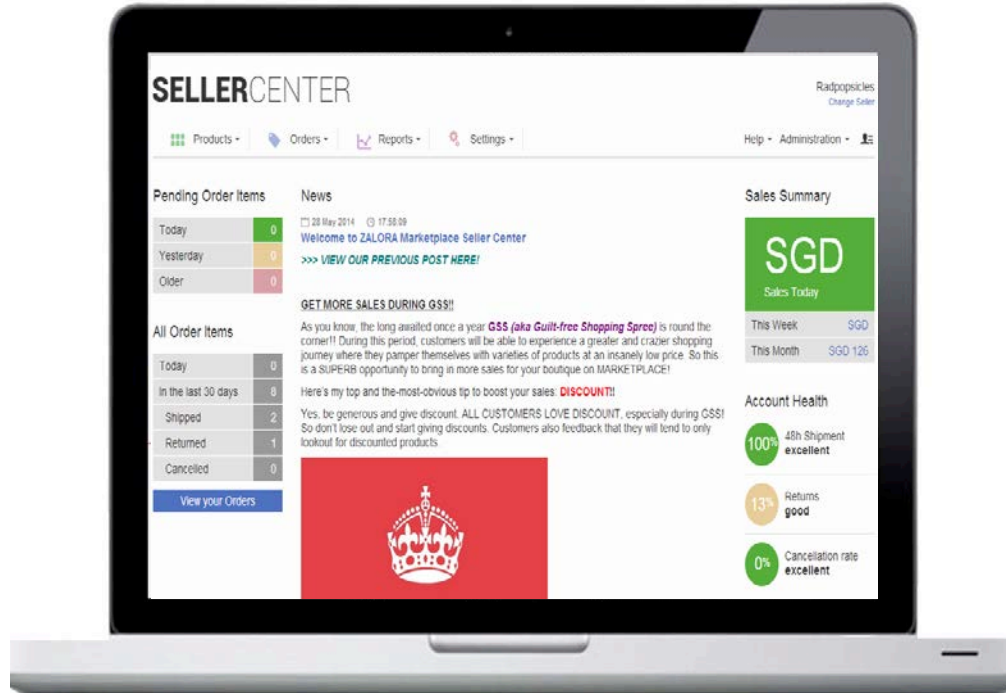 SELLERCENTER
Radpopsicles
Change Seller
Products
Orders
Reports
Settings
Help
Administration
Pending Order Items
Today 0
Yesterday 0
Older 0
All Order Items
Today 0
In the last 30 days 8
Shipped 2
Returned 1
Cancelled 0
View your Orders
News
28 May 2014 17:58:09
Welcome to ZALORA Marketplace Seller Center
>>> VIEW OUR PREVIOUS POST HERE!
GET MORE SALES DURING GSS!!
As you know, the long awaited once a year GSS (aka Guilt-free Shopping Spree) is round the
corner!! During this period, customers will be able to experience a greater and crazier shopping
journey where they pamper themselves with varieties of products at an insanely low price. So this
is a SUPERB opportunity to bring in more sales for your boutique on MARKETPLACE!
Here's my top and the-most-obvious tip to boost your sales: DISCOUNT!!
Yes, be generous and give discount. ALL CUSTOMERS LOVE DISCOUNT, especially during GSS!
So don't lose out and start giving discounts. Customers also feedback that they will tend to only
lookout for discounted products.
Sales Summary
SGD
Sales Today
This Week SGD
This Month SGD 126
Account Health
100% 48h Shipment
excellent
13% Returns
good
0% Cancellation rate
excellent